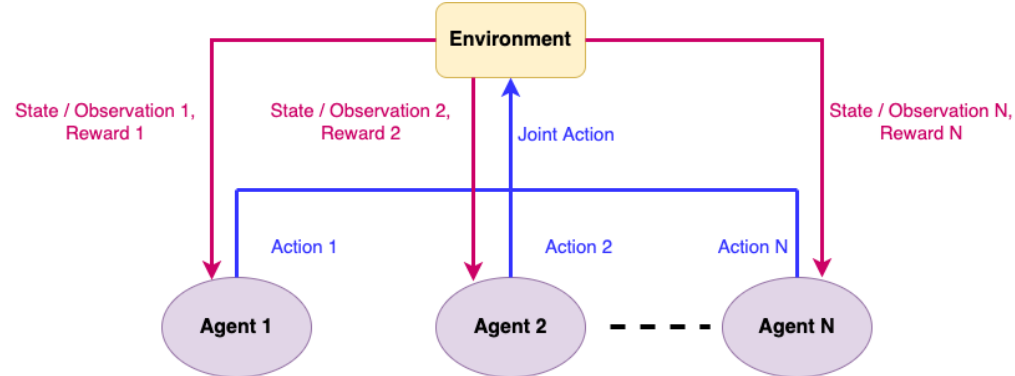 Environment
State / Observation 1,
Reward 1
State / Observation 2,
Reward 2
Joint Action
State / Observation N,
Reward N
Action 1
Action 2
Action N
Agent 1
Agent 2
Agent N